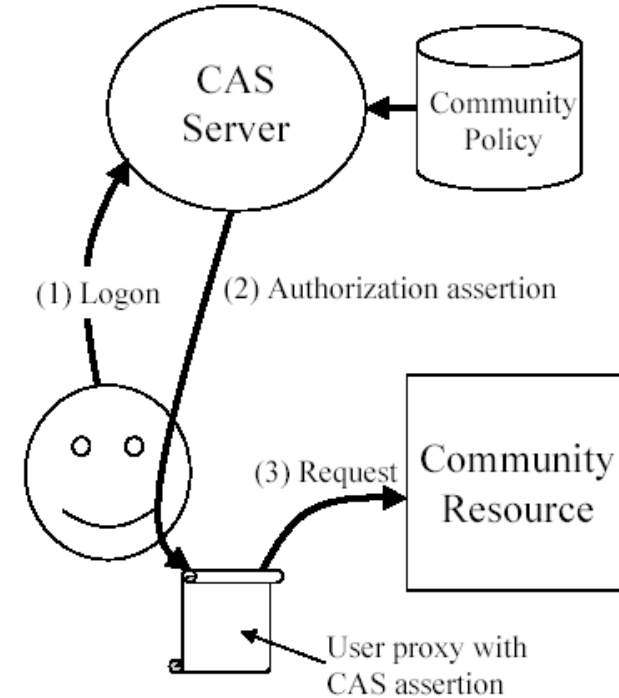 CAS
Server
Community
Policy
(1) Logon
(2) Authorization assertion
(3) Request
Community
Resource
User proxy with
CAS assertion